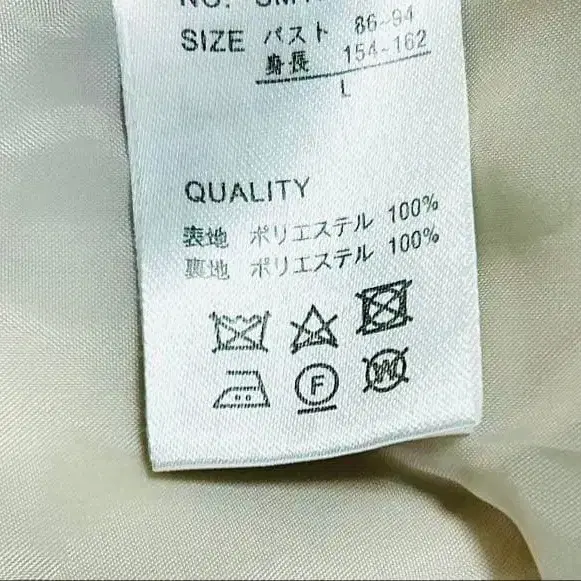 SIZE バスト 86~94
身長 154~162
L
QUALITY
表地 ポリエステル 100%
裏地 ポリエステル 100%
F
W